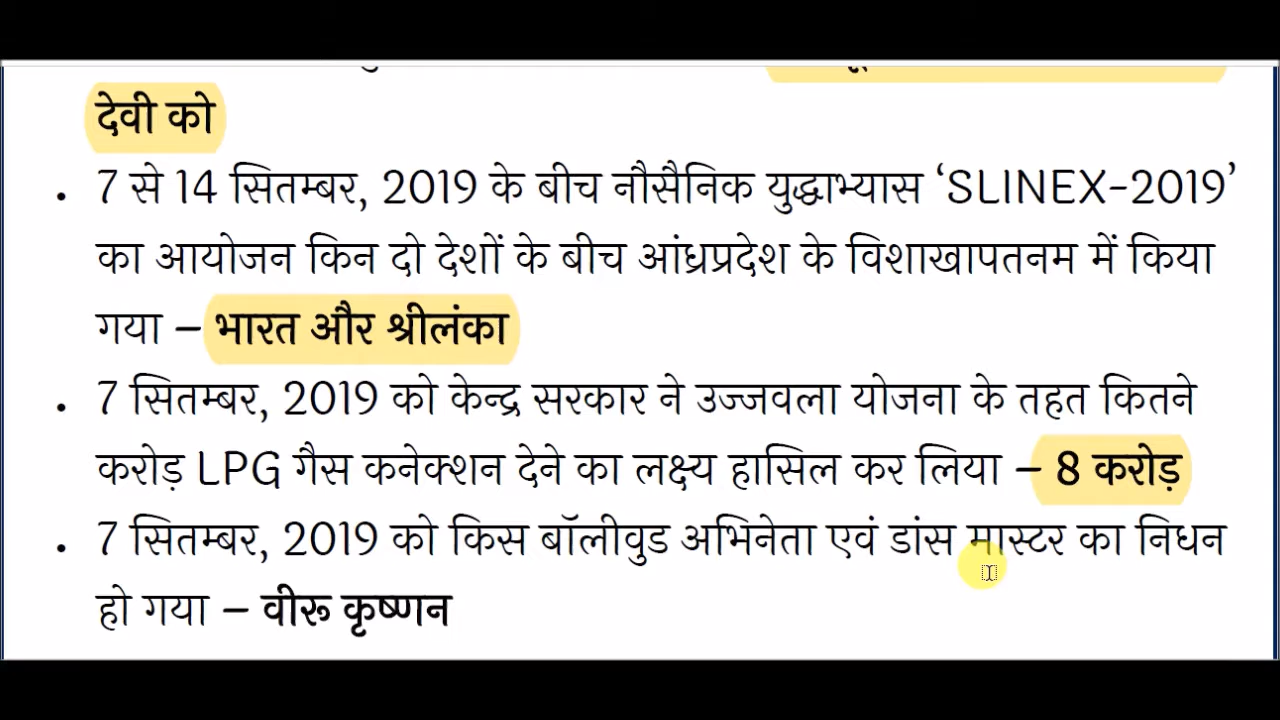 देवी को
• 7 से 14 सितम्बर, 2019 के बीच नौसैनिक युद्धाभ्यास ‘SLINEX-2019’
का आयोजन किन दो देशों के बीच आंध्रप्रदेश के विशाखापतनम में किया
गया – भारत और श्रीलंका
• 7 सितम्बर, 2019 को केन्द्र सरकार ने उज्जवला योजना के तहत कितने
करोड़ LPG गैस कनेक्शन देने का लक्ष्य हासिल कर लिया – 8 करोड़
• 7 सितम्बर, 2019 को किस बॉलीवुड अभिनेता एवं डांस मास्टर का निधन
हो गया – वीरू कृष्णन